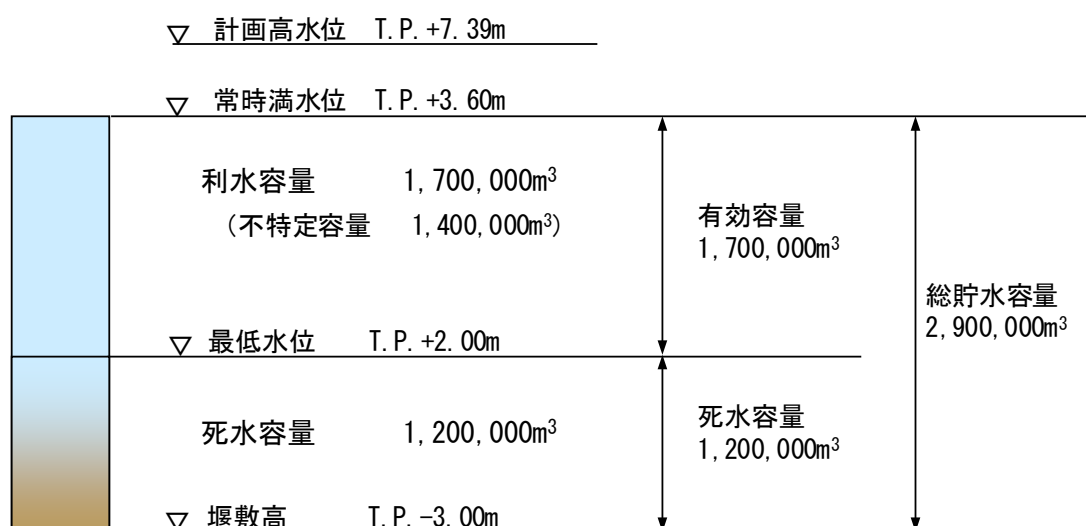 ▽ 計画高水位 T.P.+7.39m
▽ 常時満水位 T.P.+3.60m
利水容量 1,700,000m³
（不特定容量 1,400,000m³）
有効容量
1,700,000m³
総貯水容量
2,900,000m³
▽ 最低水位 T.P.+2.00m
死水容量 1,200,000m³
死水容量
1,200,000m³
▽ 堰敷高 T.P.-3.00m